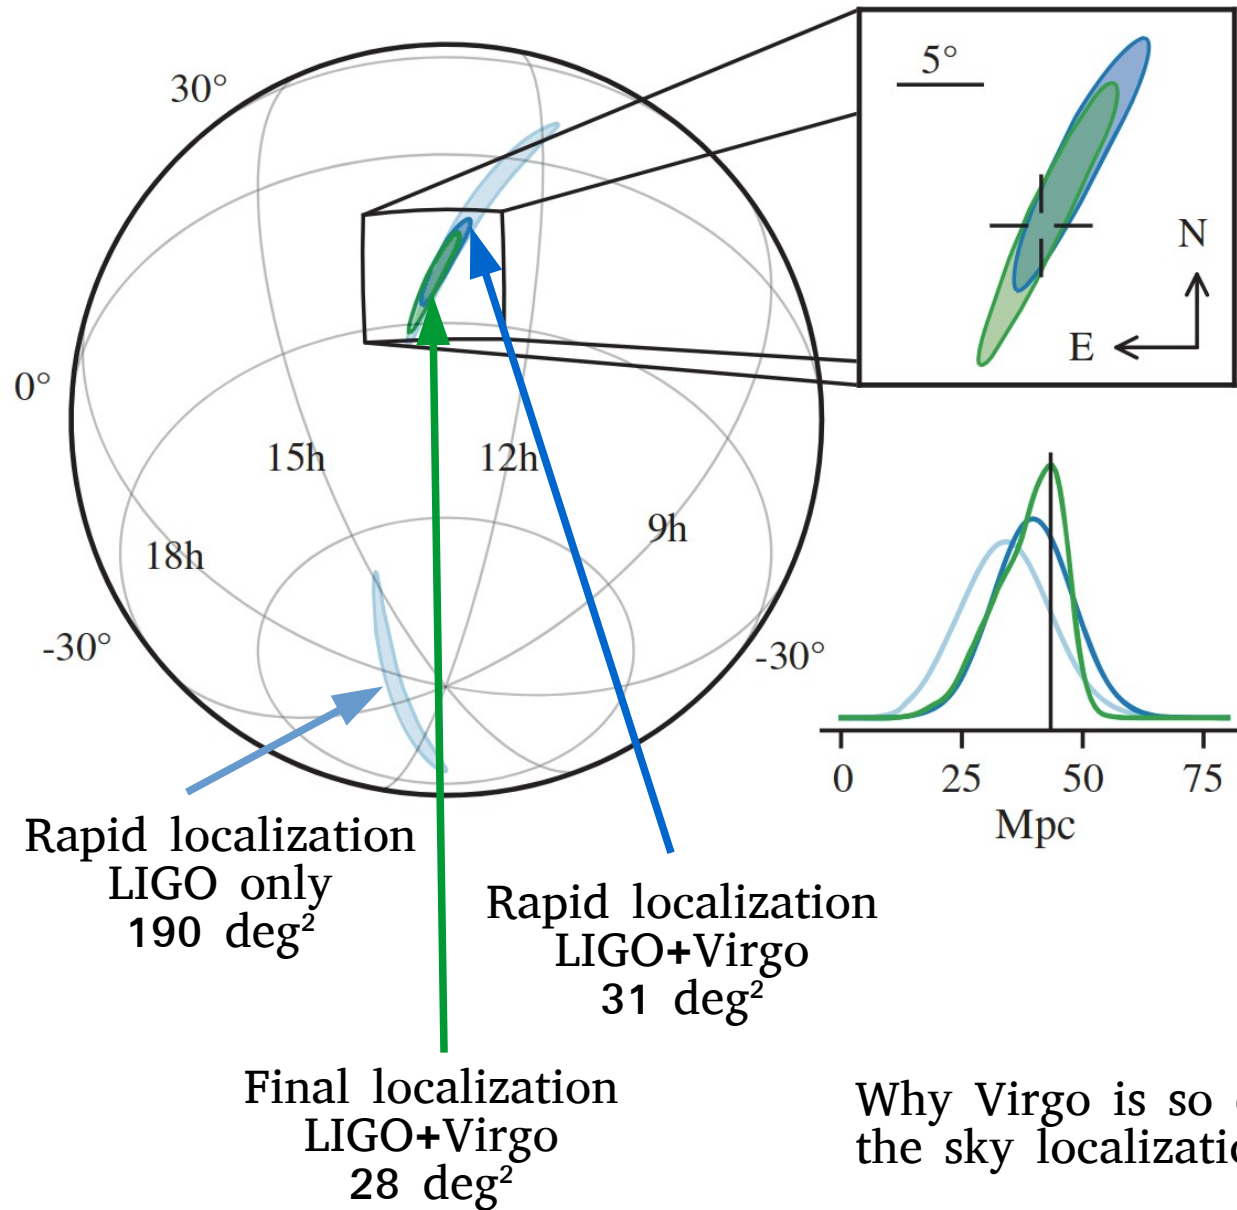 30°
0°
-30°
15h
12h
18h
9h
-30°
5°
N
E
0 25 50 75
Mpc
Rapid localization
LIGO only
190 deg²
Rapid localization
LIGO+Virgo
31 deg²
Final localization
LIGO+Virgo
28 deg²
Why Virgo is so
the sky